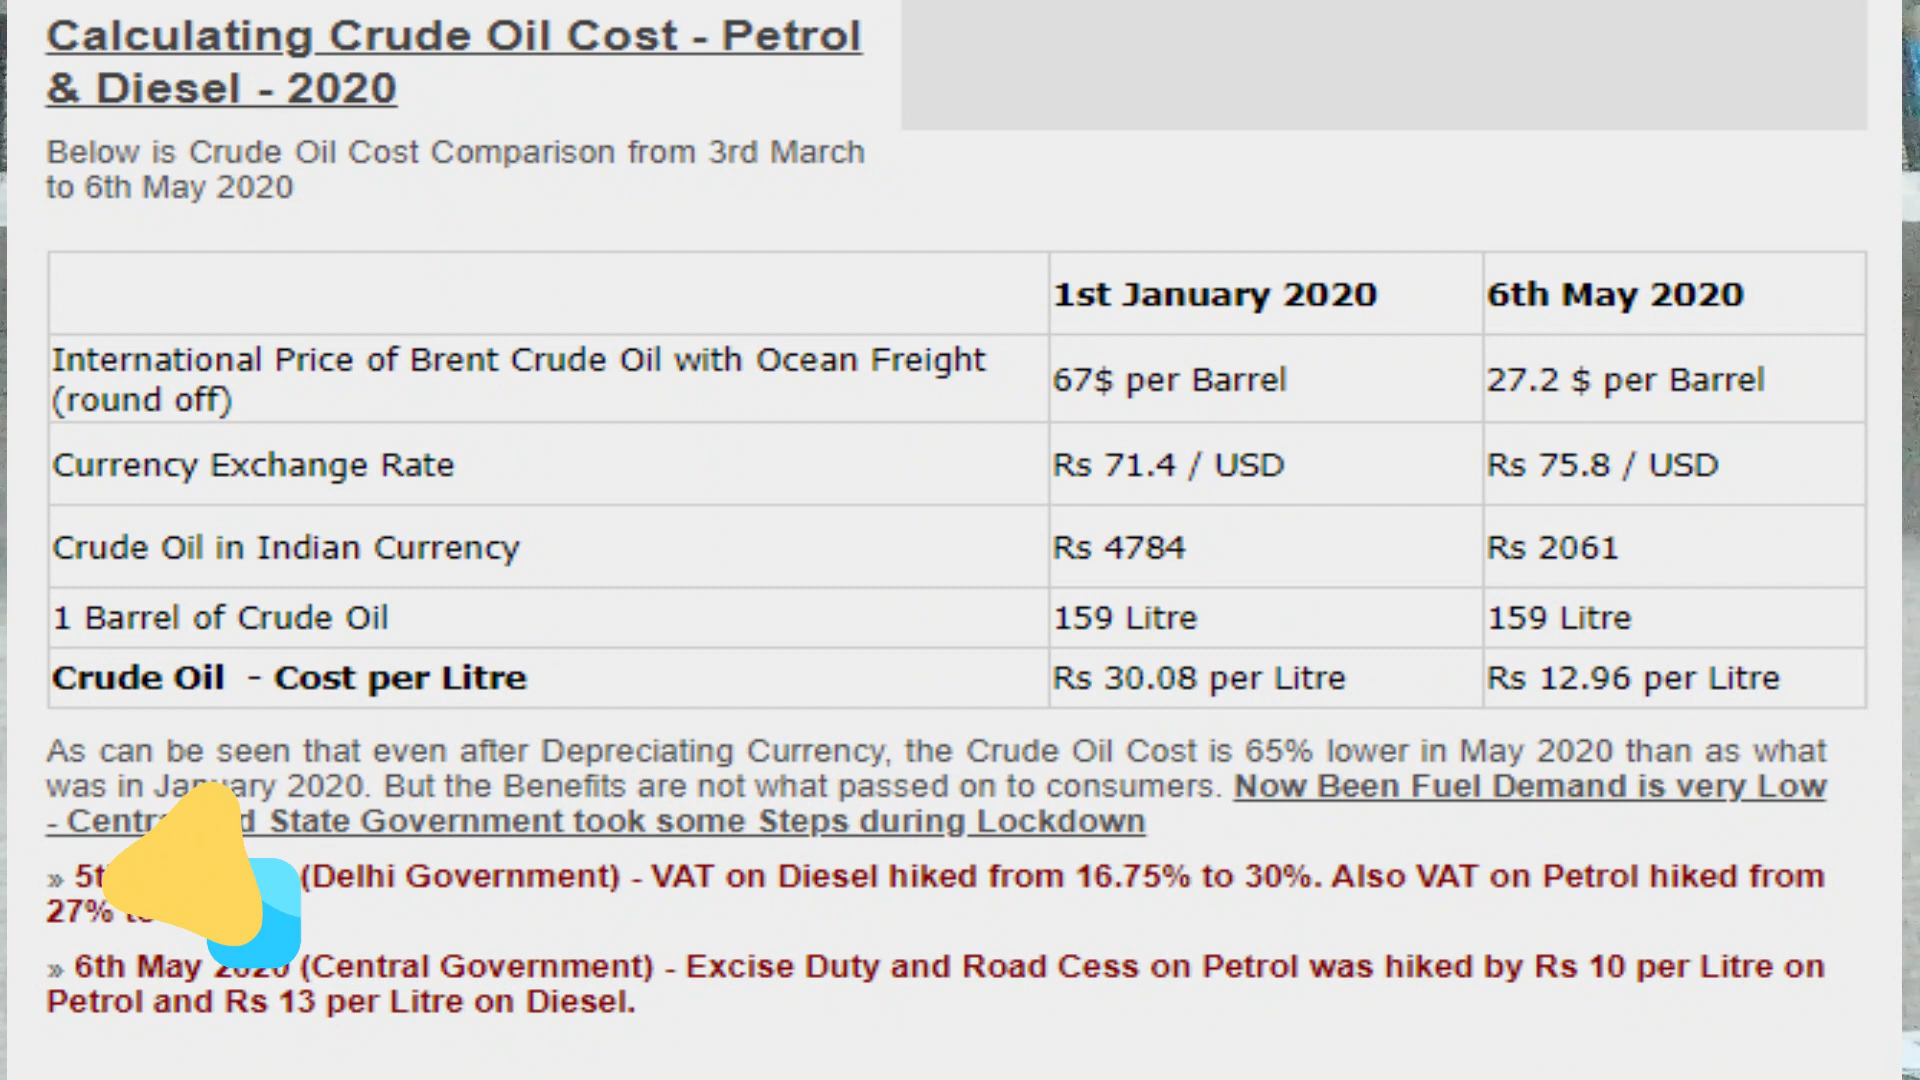 Calculating Crude Oil Cost - Petrol
& Diesel - 2020
Below is Crude Oil Cost Comparison from 3rd March
to 6th May 2020
1st January 2020 6th May 2020
International Price of Brent Crude Oil with Ocean Freight
(round off) 67$ per Barrel 27.2 $ per Barrel
Currency Exchange Rate Rs 71.4 / USD Rs 75.8 / USD
Crude Oil in Indian Currency Rs 4784 Rs 2061
1 Barrel of Crude Oil 159 Litre 159 Litre
Crude Oil - Cost per Litre Rs 30.08 per Litre Rs 12.96 per Litre
As can be seen that even after Depreciating Currency, the Crude Oil Cost is 65% lower in May 2020 than as what
was in January 2020. But the Benefits are not what passed on to consumers. Now Been Fuel Demand is very Low
- State Government took some Steps during Lockdown
» (Delhi Government) - VAT on Diesel hiked from 16.75% to 30%. Also VAT on Petrol hiked from
27%
» 6th May 2020 (Central Government) - Excise Duty and Road Cess on Petrol was hiked by Rs 10 per Litre on
Petrol and Rs 13 per Litre on Diesel.